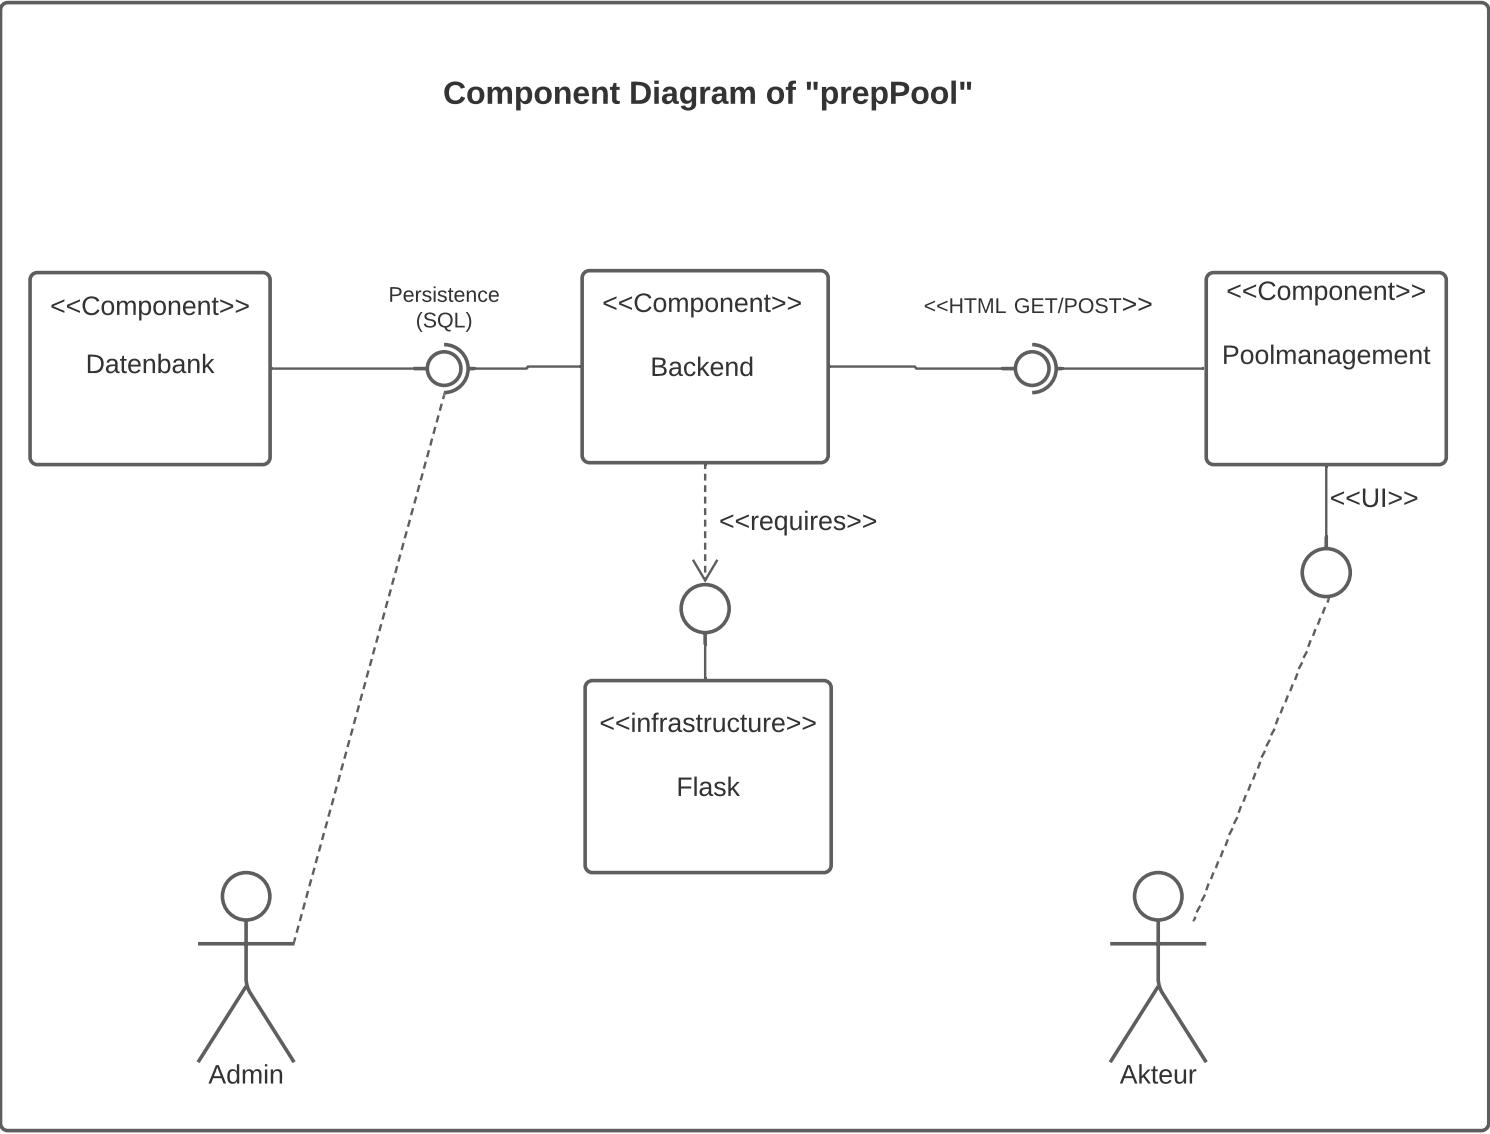 Component Diagram of "prepPool"
<<Component>>
Datenbank
Persistence
(SQL)
<<Component>>
Backend
<<HTML GET/POST>>
<<Component>>
Poolmanagement
<<UI>>
<<requires>>
<<infrastructure>>
Flask
Admin
Akteur